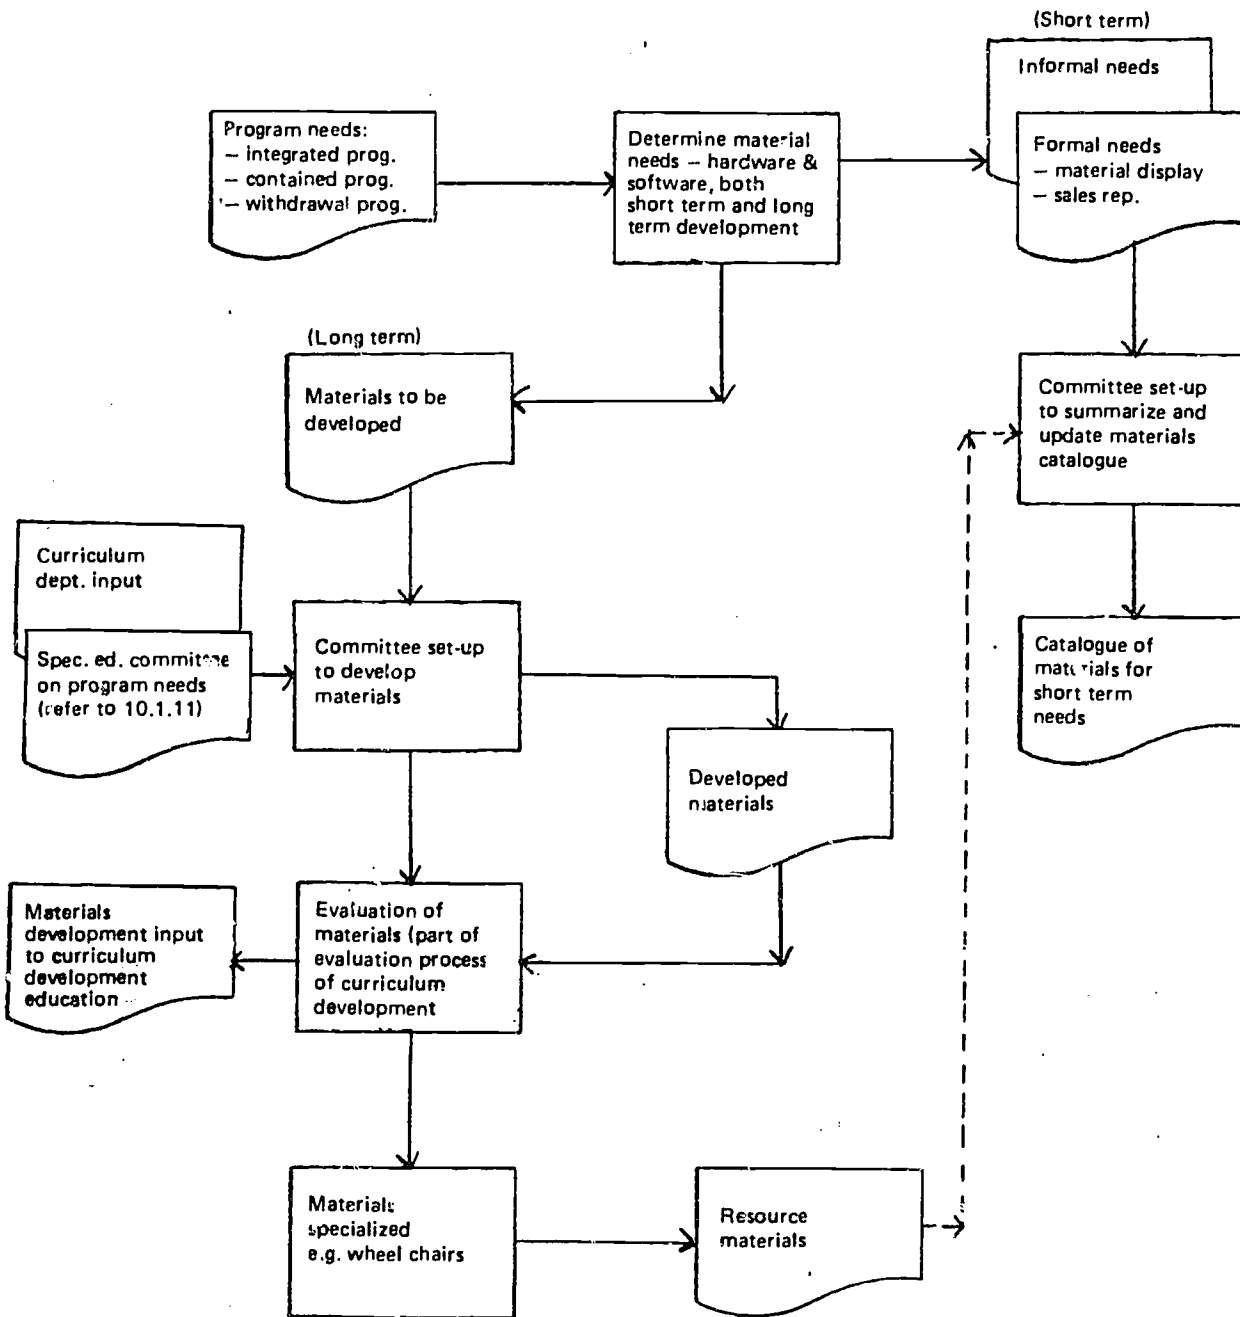 (Short term)
Informal needs
Program needs:
– integrated prog.
– contained prog.
– withdrawal prog.
Determine material
needs – hardware &
software, both
short term and long
term development
Formal needs
– material display
– sales rep.
(Long term)
Materials to be
developed
Committee set-up
to summarize and
update materials
catalogue
Curriculum
dept. input
Spec. ed. committee
on program needs
(refer to 10.1.11)
Committee set-up
to develop
materials
Catalogue of
materials for
short term
needs
Developed
materials
Materials
development input
to curriculum
development
education
Evaluation of
materials (part of
evaluation process
of curriculum
development
Materials
specialized
e.g. wheel chairs
Resource
materials